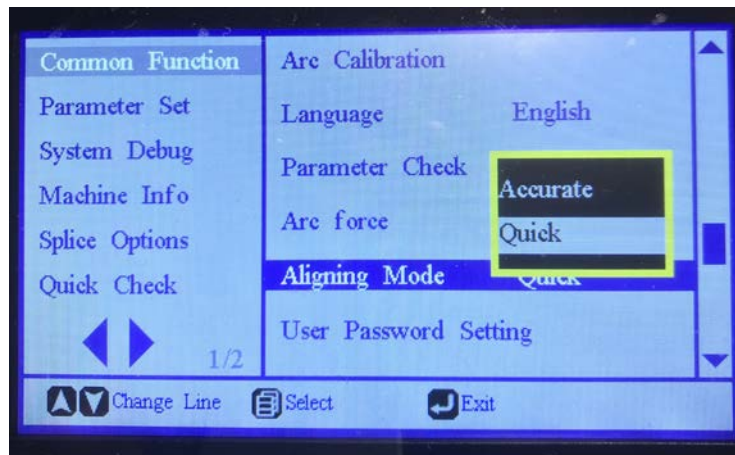 Common Function
Parameter Set
System Debug
Machine Info
Splice Options
Quick Check
1/2
Arc Calibration
Language English
Parameter Check
Arc force
Aligning Mode Quick
User Password Setting
Accurate
Quick
Change Line Select Exit